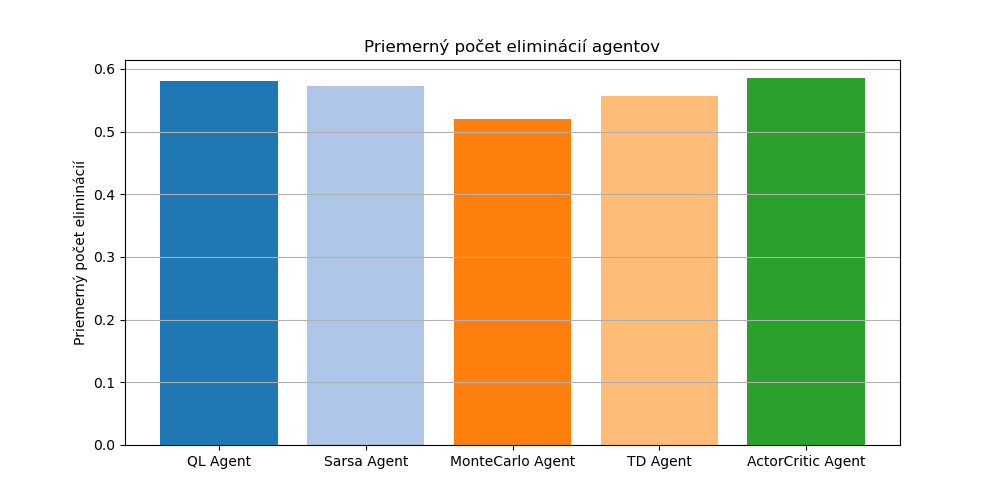 Priemerný počet eliminácií agentov
Priemerný počet eliminácií
0.6
0.5
0.4
0.3
0.2
0.1
0.0
QL Agent
Sarsa Agent
MonteCarlo Agent
TD Agent
ActorCritic Agent